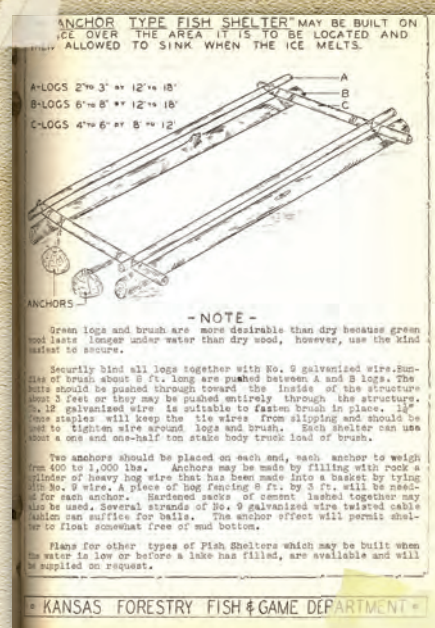 "ANCHOR TYPE FISH SHELTER" MAY BE BUILT ON
ICE OVER THE AREA IT IS TO BE LOCATED AND
THEN ALLOWED TO SINK WHEN THE ICE MELTS.
A-LOGS 2" TO 3" BY 12' TO 18'
B-LOGS 6" TO 8" BY 12' TO 18'
C-LOGS 4" TO 6" BY 8' TO 12'
A
B
C
ANCHORS
- NOTE -
Green logs and brush are more desirable than dry because green
wood lasts longer under water than dry wood, however, use the kind
easiest to secure.
Securily bind all logs together with No. 9 galvanized wire. Bun-
dles of brush about 8 ft. long are pushed between A and B logs. The
butts should be pushed through toward the inside of the structure
about 3 feet or they may be pushed entirely through the structure.
No. 12 galvanized wire is suitable to fasten brush in place. 1½"
fence staples will keep the tie wires from slipping and should be
used to tighten wire around logs and brush. Each shelter can use
about a one and one-half ton stake body truck load of brush.
Two anchors should be placed on each end, each anchor to weigh
from 400 to 1,000 lbs. Anchors may be made by filling with rock a
cylinder of heavy hog wire that has been made into a basket by tying
with No. 9 wire. A piece of hog fencing 8 ft. by 3 ft. will be need-
ed for each anchor. Hardened sacks of cement lashed together may
also be used. Several strands of No. 9 galvanized wire twisted cable
fashion can suffice for bails. The anchor effect will permit shel-
ter to float somewhat free of mud bottom.
Plans for other types of Fish Shelters which may be built when
the water is low or before a lake has filled, are available and will
be supplied on request.
• KANSAS FORESTRY FISH & GAME DEPARTMENT •